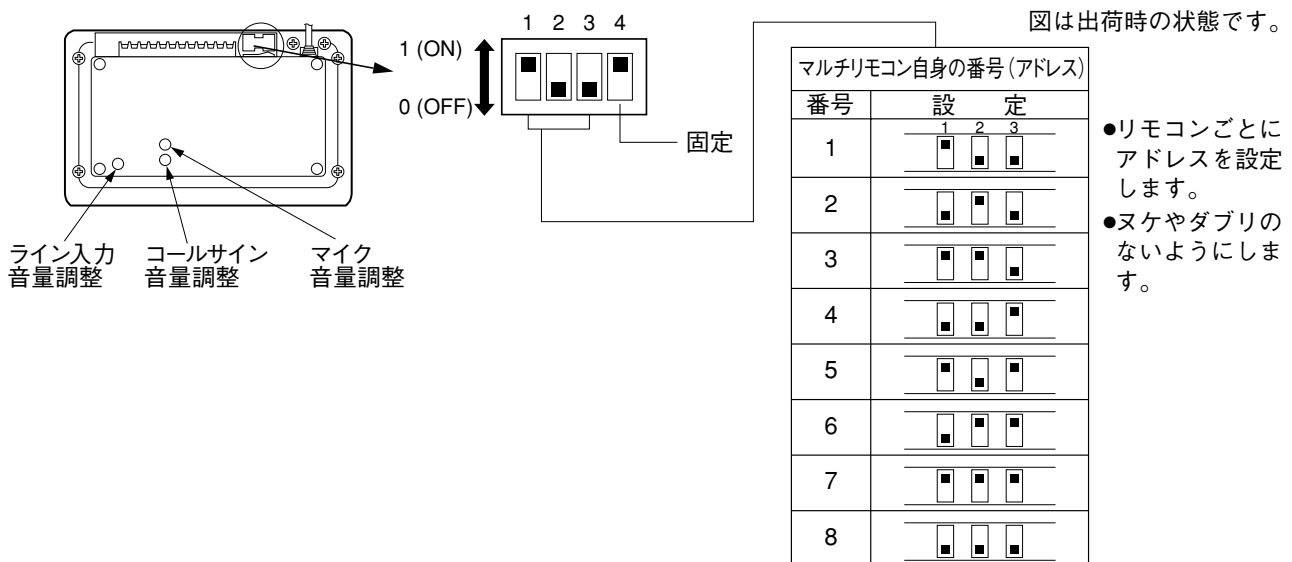 図は出荷時の状態です。
1 2 3 4
1 (ON)
0 (OFF)
固定
ライン入力
音量調整
コールサイン
音量調整
マイク
音量調整
マルチリモコン自身の番号(アドレス)
番号 設 定
1 2 3
1
2
3
4
5
6
7
8
●リモコンごとに
アドレスを設定
します。
●ヌケやダブリの
ないようにしま
す。